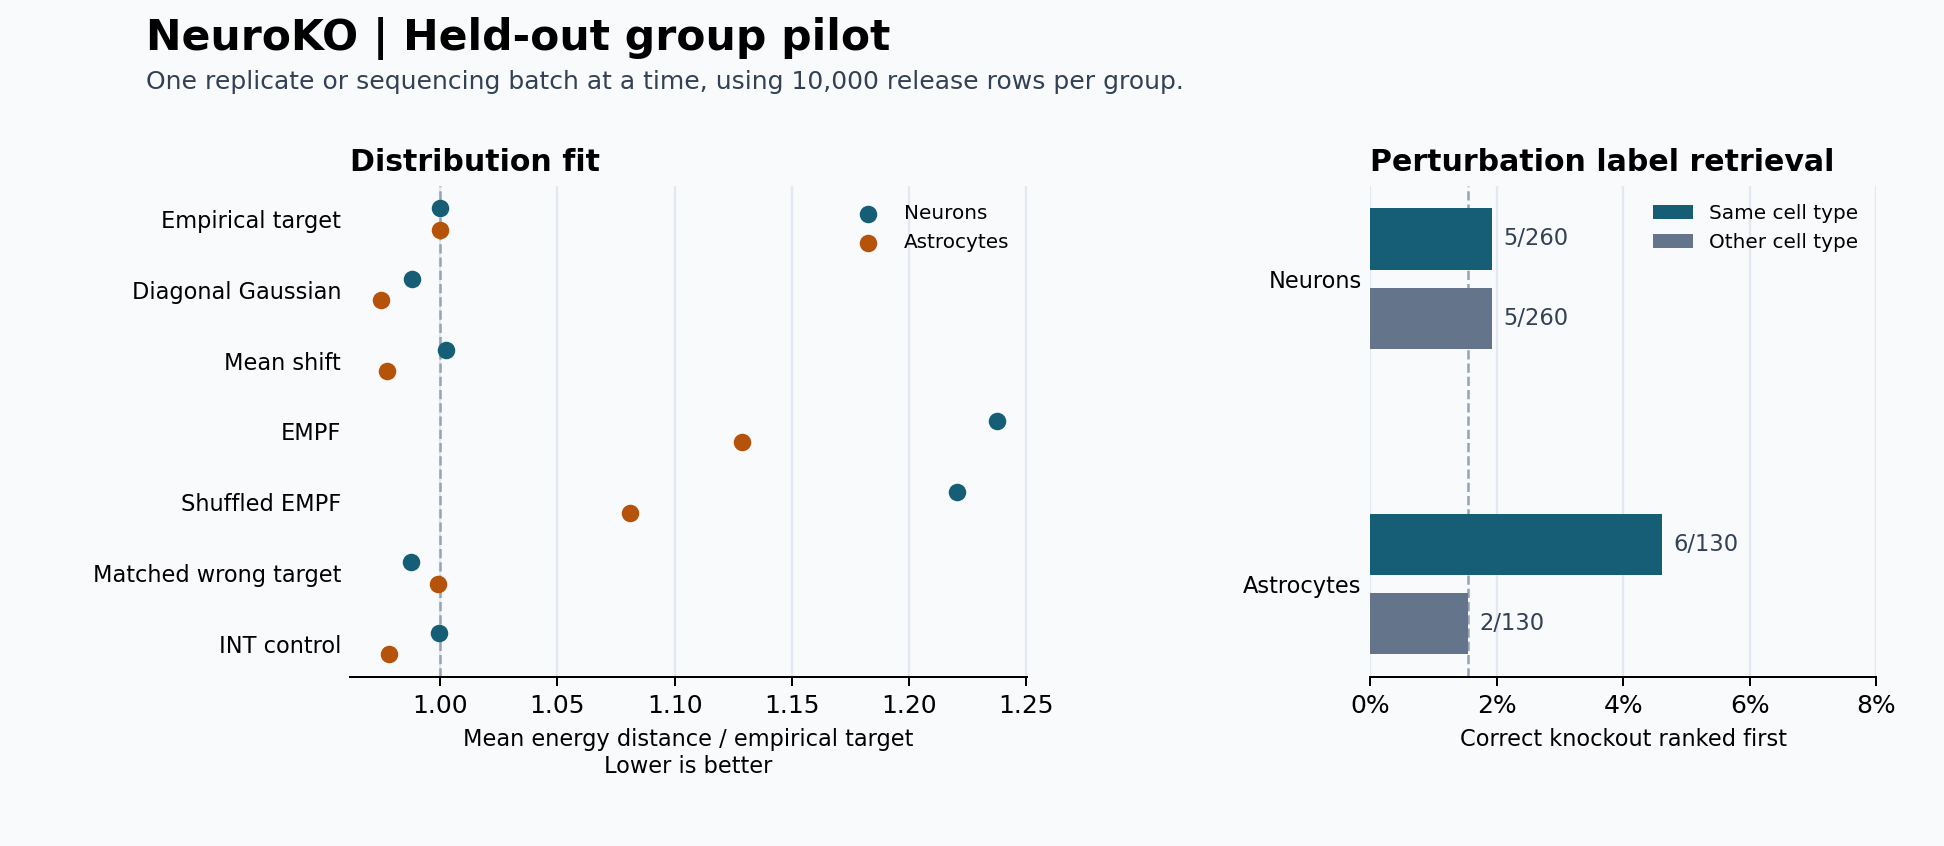 NeuroKO | Held-out group pilot
One replicate or sequencing batch at a time, using 10,000 release rows per group.
Distribution fit
Neurons
Astrocytes
Empirical target
Diagonal Gaussian
Mean shift
EMPF
Shuffled EMPF
Matched wrong target
INT control
1.00 1.05 1.10 1.15 1.20 1.25
Mean energy distance / empirical target
Lower is better
Perturbation label retrieval
Same cell type
Other cell type
5/260
Neurons
5/260
6/130
Astrocytes
2/130
0% 2% 4% 6% 8%
Correct knockout ranked first